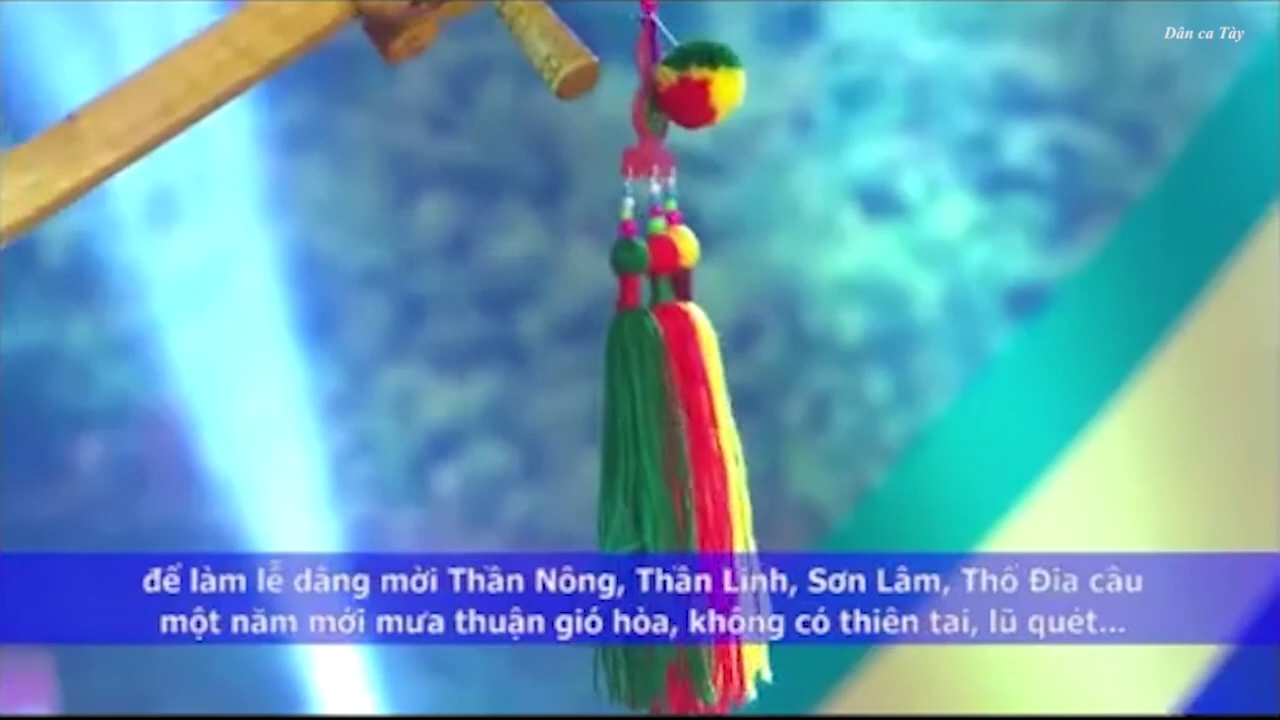 Dân ca Tày
để làm lễ dâng mời Thần Nông, Thần Linh, Sơn Lâm, Thổ Địa cầu
một năm mới mưa thuận gió hòa, không có thiên tai, lũ quét...